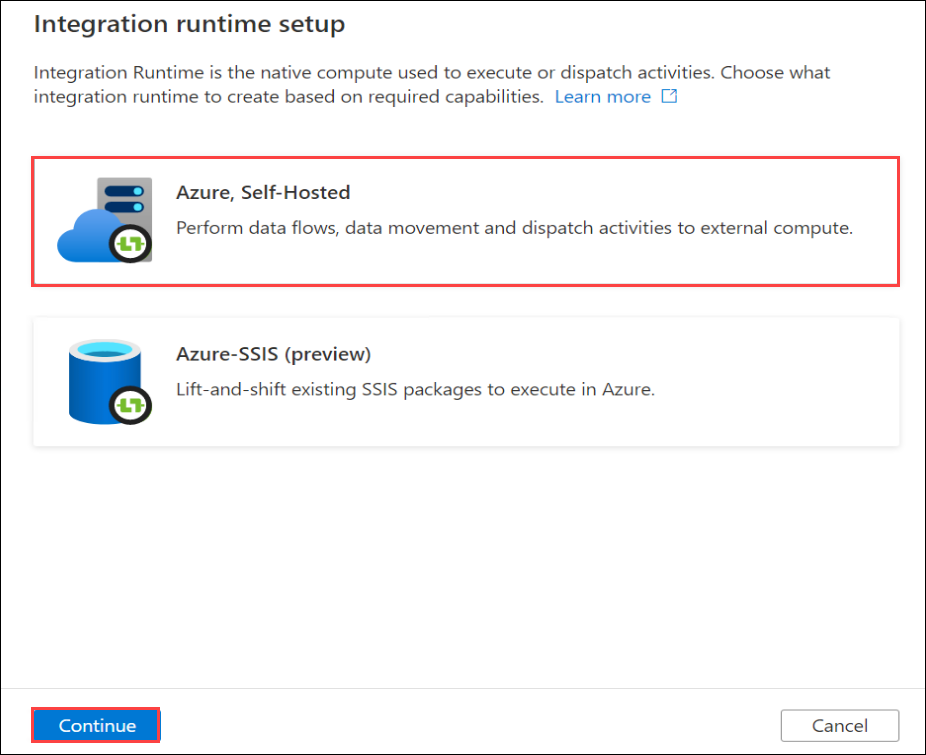 Integration runtime setup
Integration Runtime is the native compute used to execute or dispatch activities. Choose what
integration runtime to create based on required capabilities. Learn more
Azure, Self-Hosted
Perform data flows, data movement and dispatch activities to external compute.
Azure-SSIS (preview)
Lift-and-shift existing SSIS packages to execute in Azure.
Continue Cancel